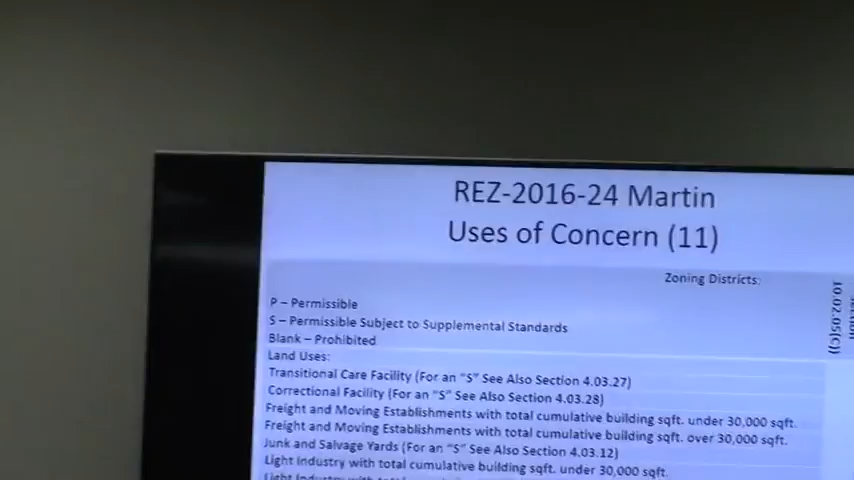 REZ-2016-24 Martin
Uses of Concern (11)
Zoning Districts:
10.02.05(C))
P – Permissible
S – Permissible Subject to Supplemental Standards
Blank – Prohibited
Land Uses:
Transitional Care Facility (For an "S" See Also Section 4.03.27)
Correctional Facility (For an "S" See Also Section 4.03.28)
Freight and Moving Establishments with total cumulative building sqft. under 30,000 sqft.
Freight and Moving Establishments with total cumulative building sqft. over 30,000 sqft.
Junk and Salvage Yards (For an "S" See Also Section 4.03.12)
Light Industry with total cumulative building sqft. under 30,000 sqft.